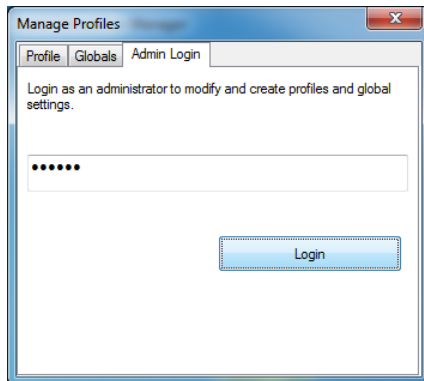 Manage Profiles
Profile Globals Admin Login
Login as an administrator to modify and create profiles and global
settings.
••••••
Login